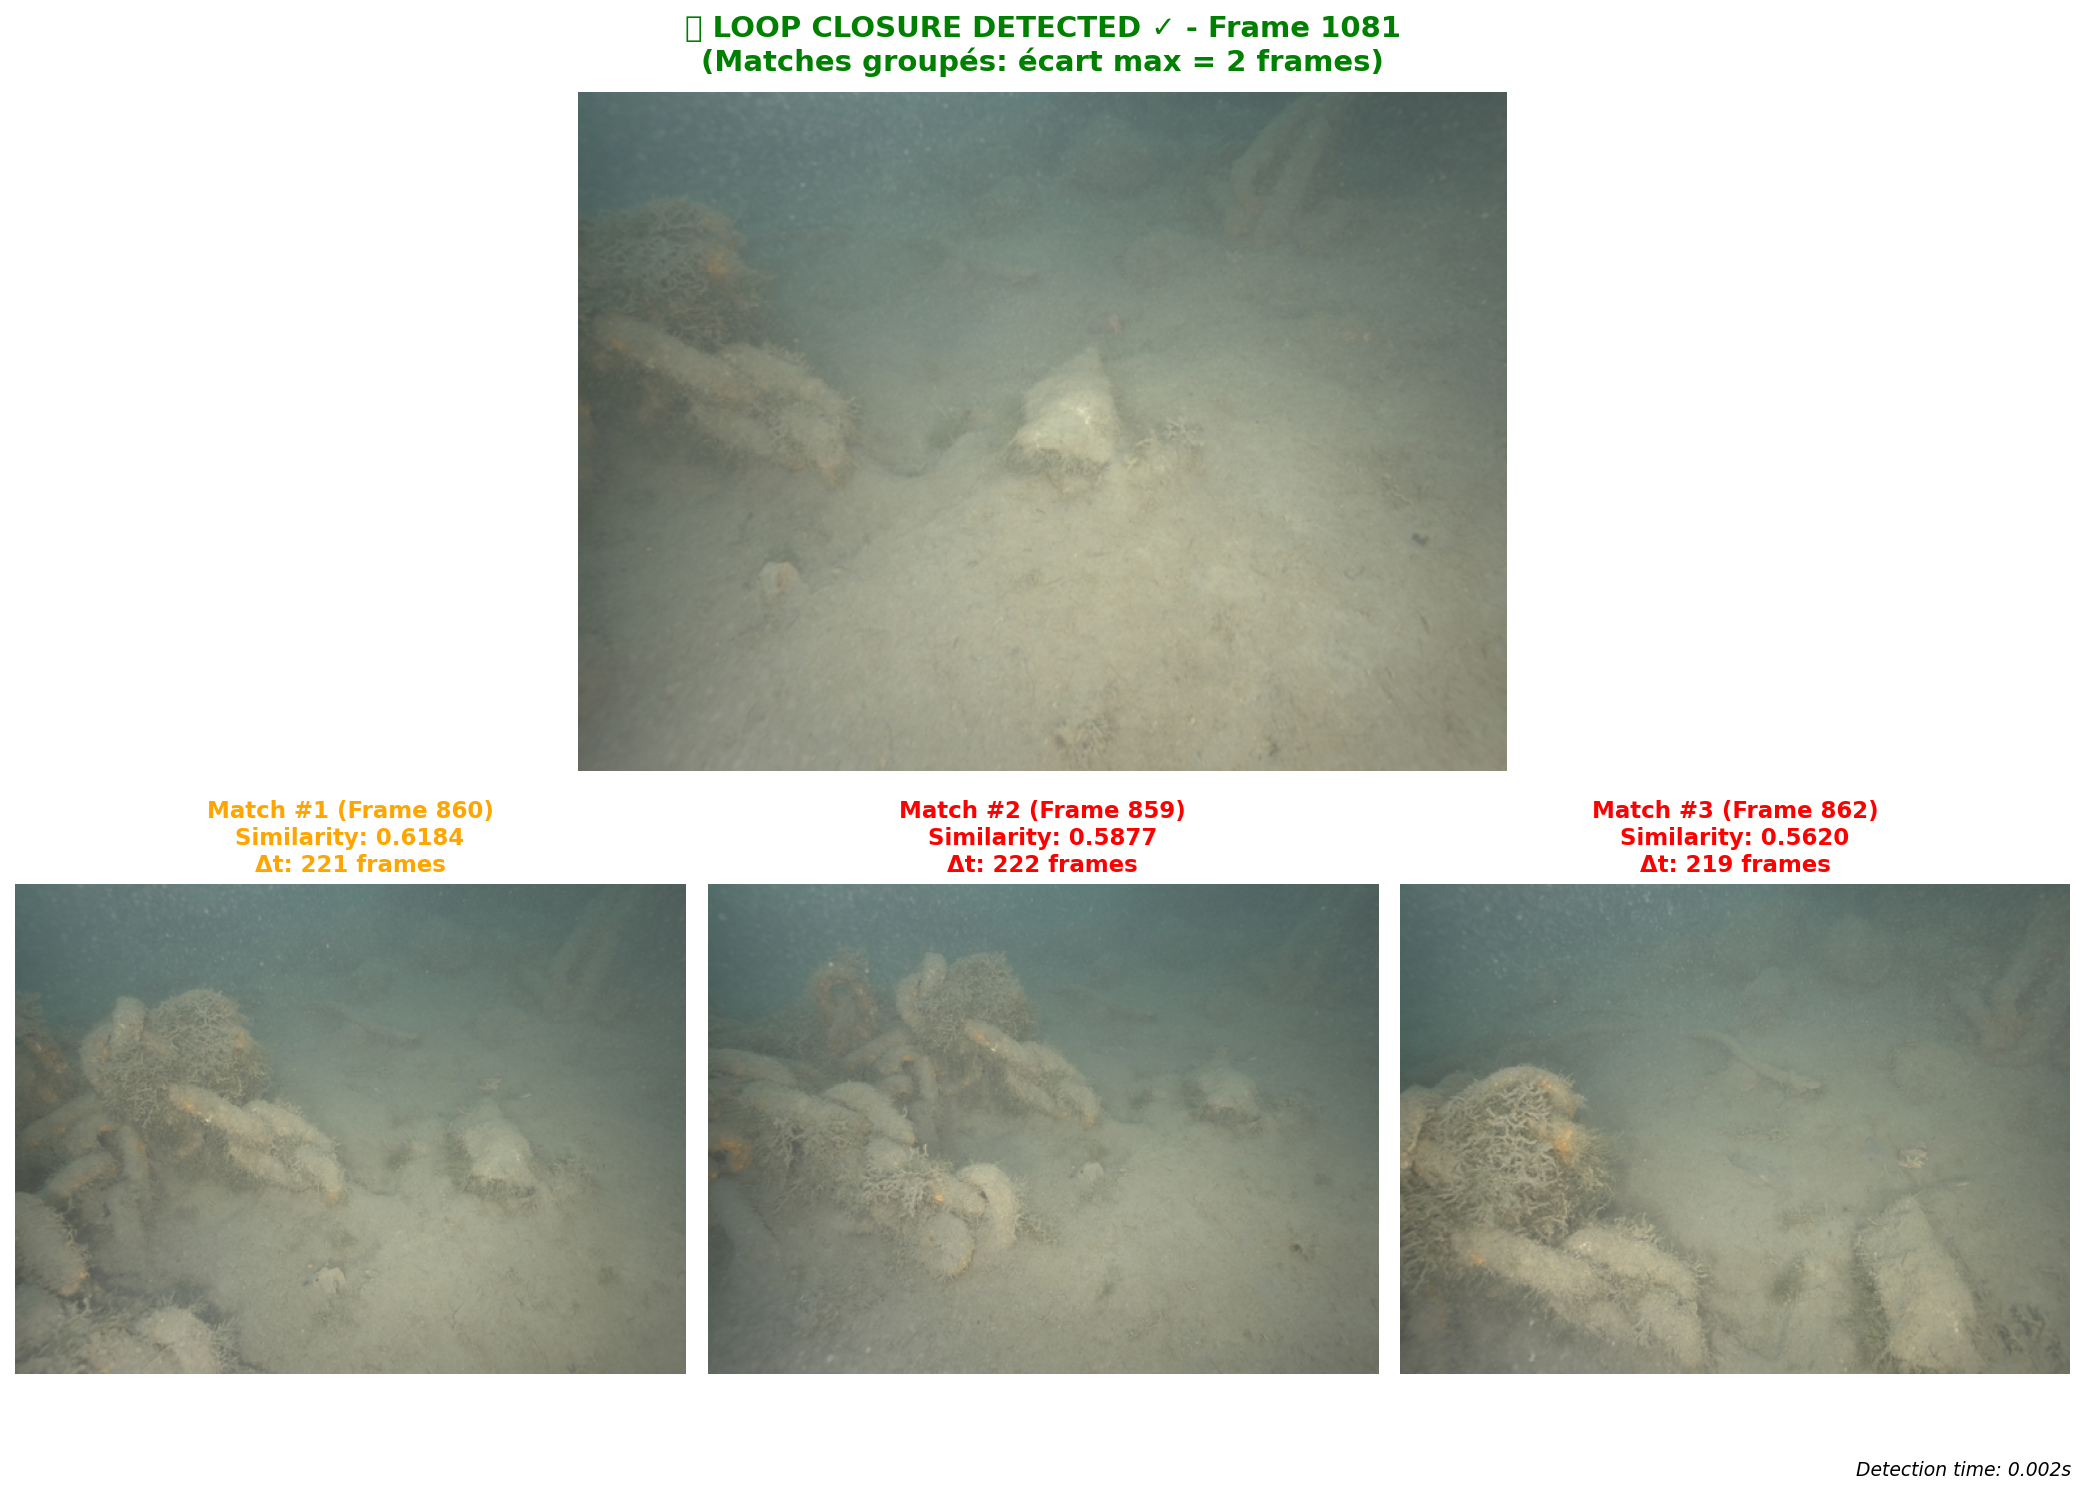 LOOP CLOSURE DETECTED ✓ - Frame 1081
(Matches groupés: écart max = 2 frames)
Match #1 (Frame 860)
Similarity: 0.6184
Δt: 221 frames
Match #2 (Frame 859)
Similarity: 0.5877
Δt: 222 frames
Match #3 (Frame 862)
Similarity: 0.5620
Δt: 219 frames
Detection time: 0.002s